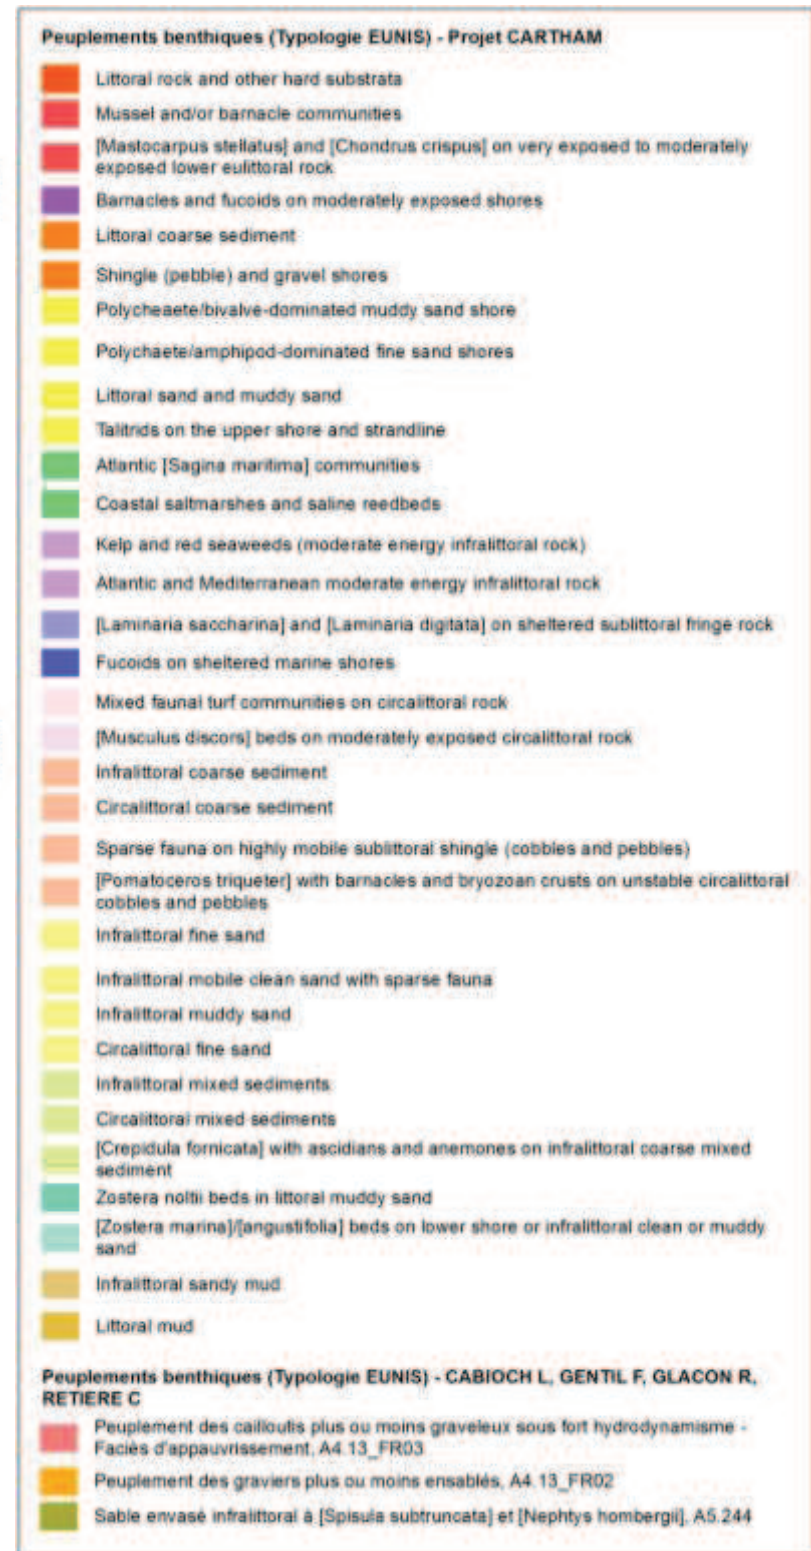 Peuplements benthiques (Typologie EUNIS) - Projet CARTHAM
Littoral rock and other hard substrata
Mussel and/or barnacle communities
[Mastocarpus stellatus] and [Chondrus crispus] on very exposed to moderately
exposed lower eulittoral rock
Barnacles and fucoids on moderately exposed shores
Littoral coarse sediment
Shingle (pebble) and gravel shores
Polycheaete/bivalve-dominated muddy sand shore
Polychaete/amphipod-dominated fine sand shores
Littoral sand and muddy sand
Talitrids on the upper shore and strandline
Atlantic [Sagina maritima] communities
Coastal saltmarshes and saline reedbeds
Kelp and red seaweeds (moderate energy infralittoral rock)
Atlantic and Mediterranean moderate energy infralittoral rock
[Laminaria saccharina] and [Laminaria digitata] on sheltered sublittoral fringe rock
Fucoids on sheltered marine shores
Mixed faunal turf communities on circalittoral rock
[Musculus discors] beds on moderately exposed circalittoral rock
Infralittoral coarse sediment
Circalittoral coarse sediment
Sparse fauna on highly mobile sublittoral shingle (cobbles and pebbles)
[Pomatoceros triqueter] with barnacles and bryozoan crusts on unstable circalittoral
cobbles and pebbles
Infralittoral fine sand
Infralittoral mobile clean sand with sparse fauna
Infralittoral muddy sand
Circalittoral fine sand
Infralittoral mixed sediments
Circalittoral mixed sediments
[Crepidula fornicata] with ascidians and anemones on infralittoral coarse mixed
sediment
Zostera noltii beds in littoral muddy sand
[Zostera marina]/[angustifolia] beds on lower shore or infralittoral clean or muddy
sand
Infralittoral sandy mud
Littoral mud
Peuplements benthiques (Typologie EUNIS) - CABIOCH L, GENTIL F, GLACON R,
RETIERE C
Peuplement des cailloutis plus ou moins graveleux sous fort hydrodynamisme -
Faciès d'appauvrissement, A4.13_FR03
Peuplement des graviers plus ou moins ensablés, A4.13_FR02
Sable envasé infralittoral à [Spisula subtruncata] et [Nephtys hombergii], A5.244